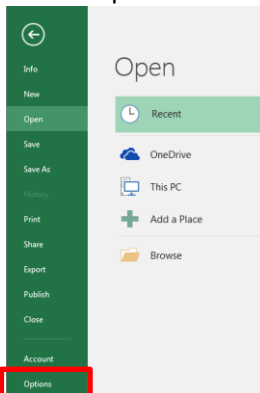 Info
New
Open
Save
Save As
History
Print
Share
Export
Publish
Close
Account
Options
Open
Recent
OneDrive
This PC
Add a Place
Browse